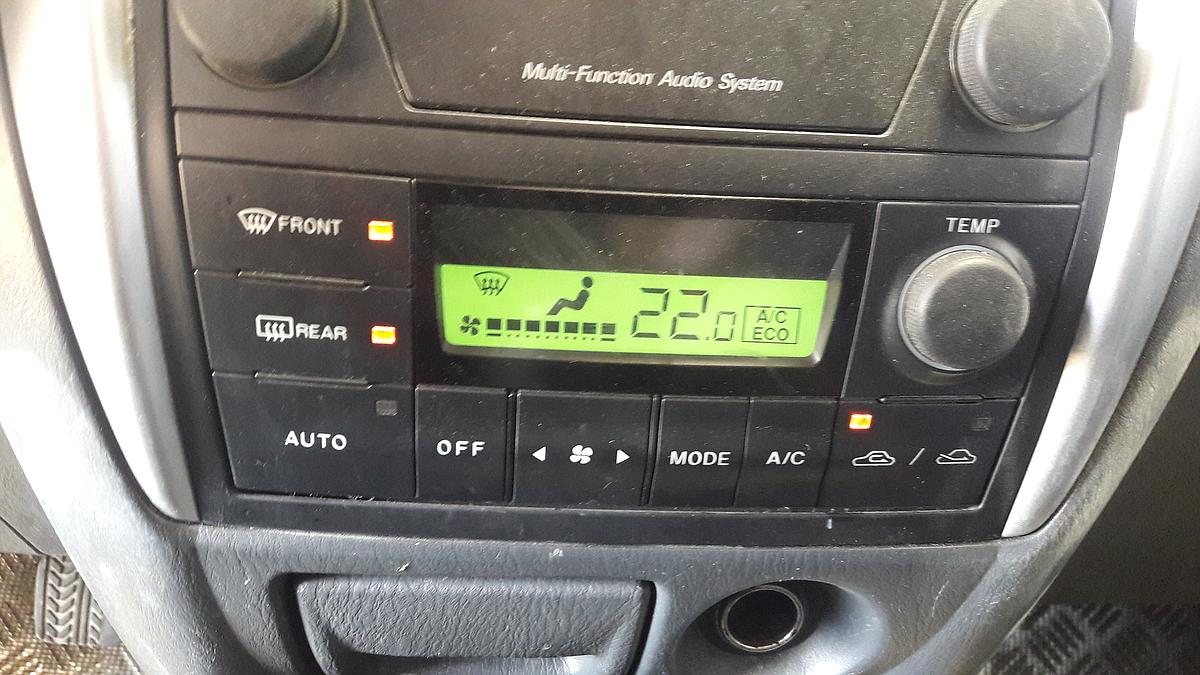 Multi-Function Audio System
FRONT
TEMP
22.0
A/C
ECO
REAR
AUTO
OFF
MODE
A/C
/